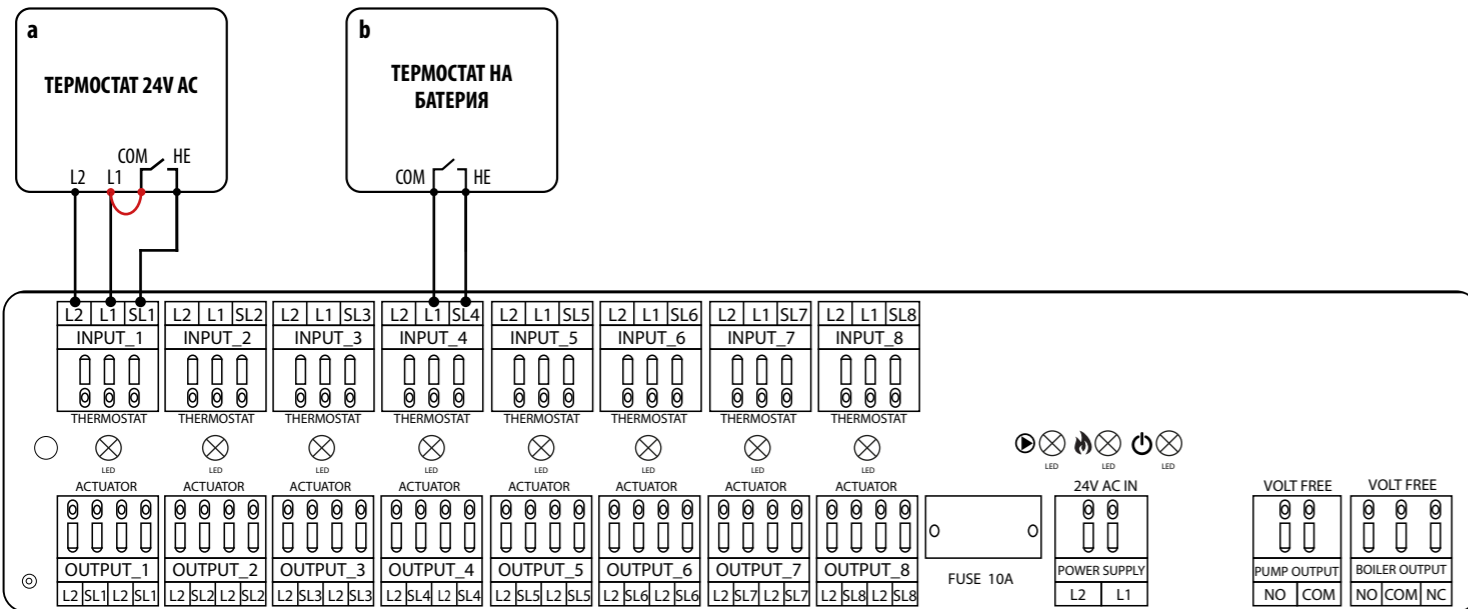 a
ТЕРМОСТАТ 24V AC
COM HE
L2 L1
b
ТЕРМОСТАТ НА
БАТЕРИЯ
COM HE
L2 L1 SL1 L2 L1 SL2 L2 L1 SL3 L2 L1 SL4 L2 L1 SL5 L2 L1 SL6 L2 L1 SL7 L2 L1 SL8
INPUT_1 INPUT_2 INPUT_3 INPUT_4 INPUT_5 INPUT_6 INPUT_7 INPUT_8
THERMOSTAT THERMOSTAT THERMOSTAT THERMOSTAT THERMOSTAT THERMOSTAT THERMOSTAT THERMOSTAT
LED LED LED LED LED LED LED LED LED LED LED
ACTUATOR ACTUATOR ACTUATOR ACTUATOR ACTUATOR ACTUATOR ACTUATOR ACTUATOR 24V AC IN VOLT FREE VOLT FREE
OUTPUT_1 OUTPUT_2 OUTPUT_3 OUTPUT_4 OUTPUT_5 OUTPUT_6 OUTPUT_7 OUTPUT_8 FUSE 10A POWER SUPPLY PUMP OUTPUT BOILER OUTPUT
L2 SL1 L2 SL1 L2 SL2 L2 SL2 L2 SL3 L2 SL3 L2 SL4 L2 SL4 L2 SL5 L2 SL5 L2 SL6 L2 SL6 L2 SL7 L2 SL7 L2 SL8 L2 SL8 L2 L1 NO COM NO COM NC